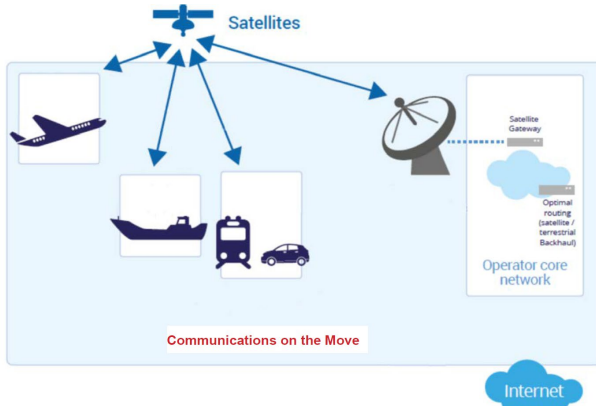 Satellites
Satellite
Gateway
Optimal
routing
(satellite /
terrestrial
Backhaul)
Operator core
network
Communications on the Move
Internet